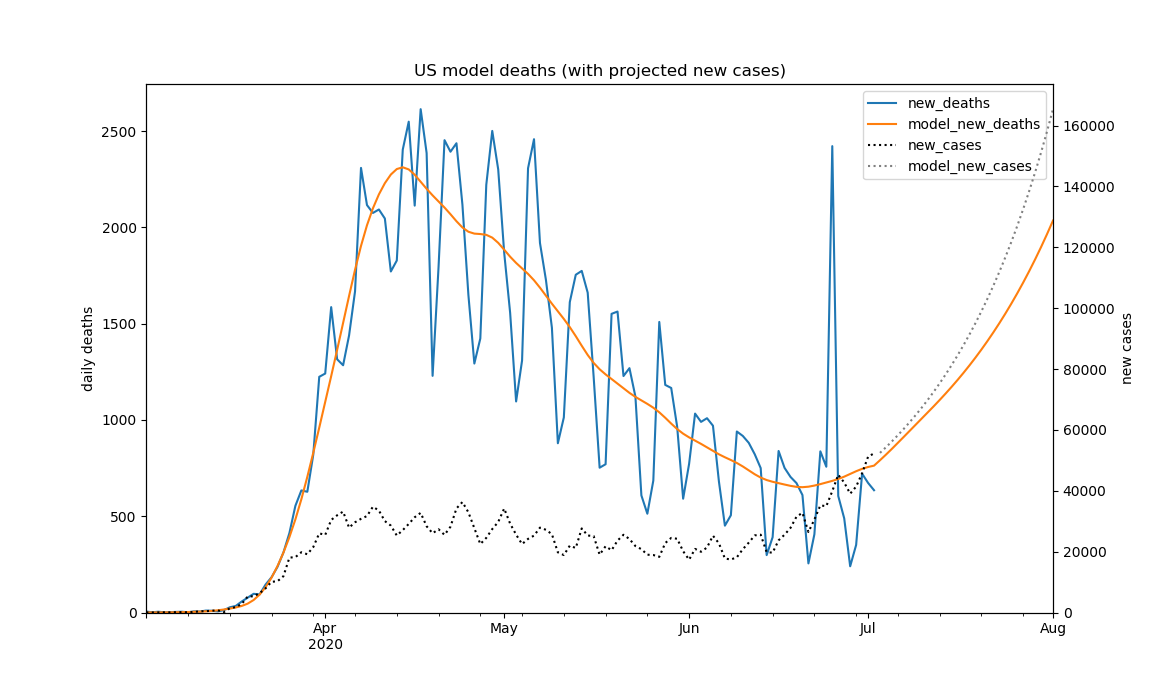 US model deaths (with projected new cases)
new_deaths
model_new_deaths
new_cases
model_new_cases
daily deaths
2500
2000
1500
1000
500
0
160000
140000
120000
100000
80000
60000
40000
20000
0
new cases
Apr
2020
May
Jun
Jul
Aug